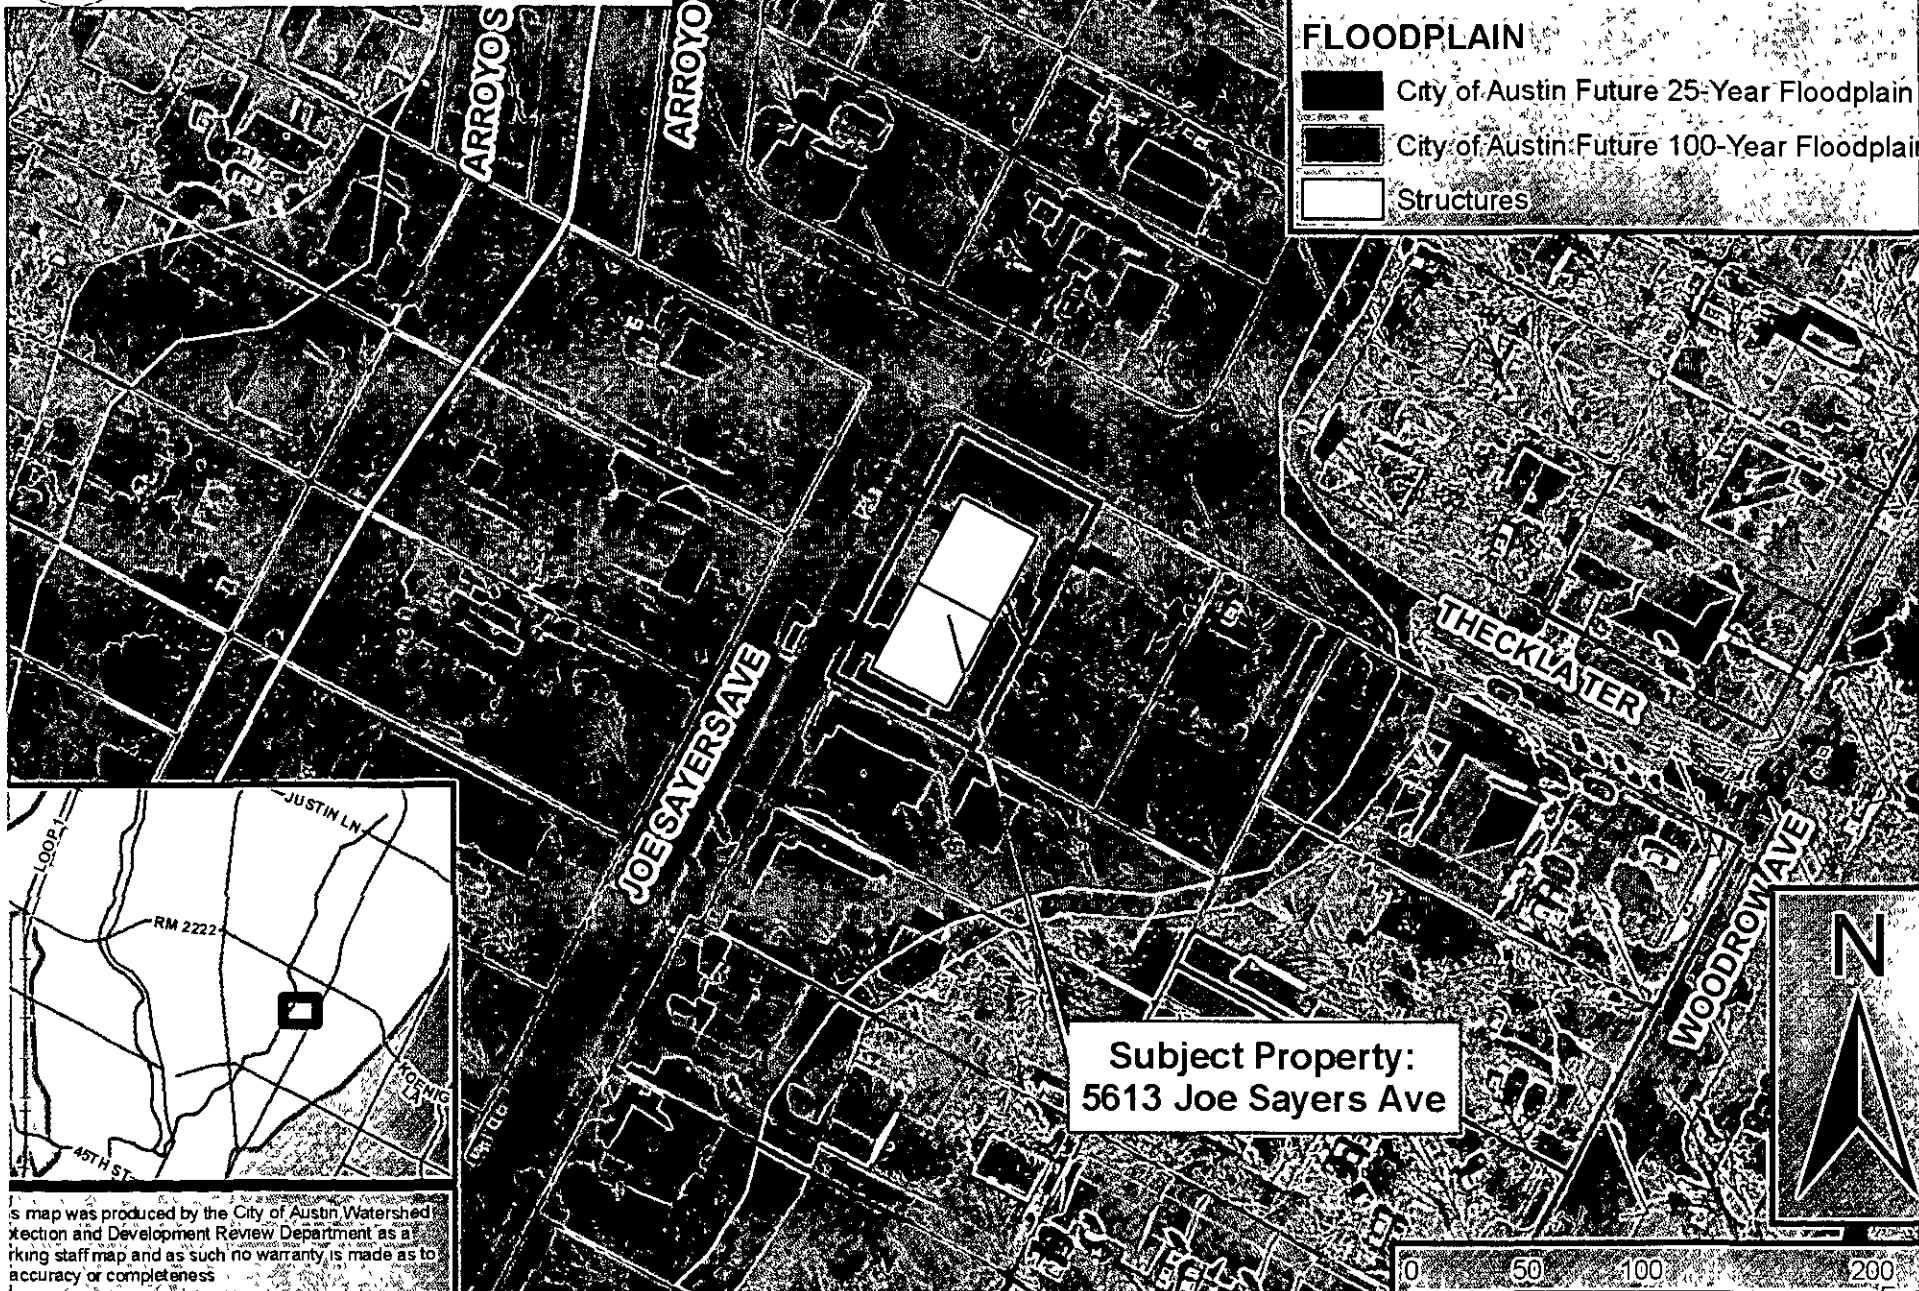 ARROYOS
ARROYO
FLOODPLAIN
City of Austin Future 25-Year Floodplain
City of Austin Future 100-Year Floodplain
Structures
THECKLA TER
JOE SAYERS AVE
WOODROW AVE
N
JUSTIN LN
LOOP 1
RM 2222
KOENIG LA
45TH ST
Subject Property:
5613 Joe Sayers Ave
s map was produced by the City of Austin Watershed
tection and Development Review Department as a
rking staff map and as such no warranty is made as to
accuracy or completeness
0 50 100 200